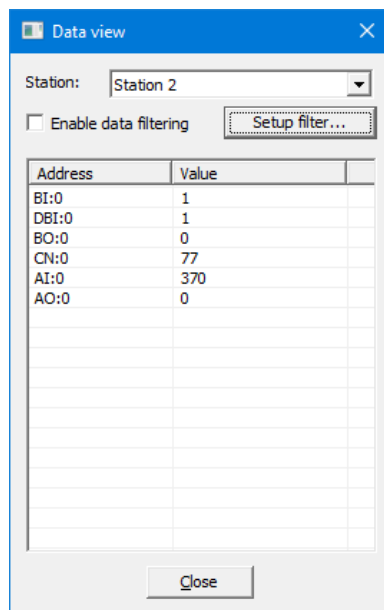 Data view
Station: Station 2
Enable data filtering Setup filter...
Address Value
BI:0 1
DBI:0 1
BO:0 0
CN:0 77
AI:0 370
AO:0 0
Close